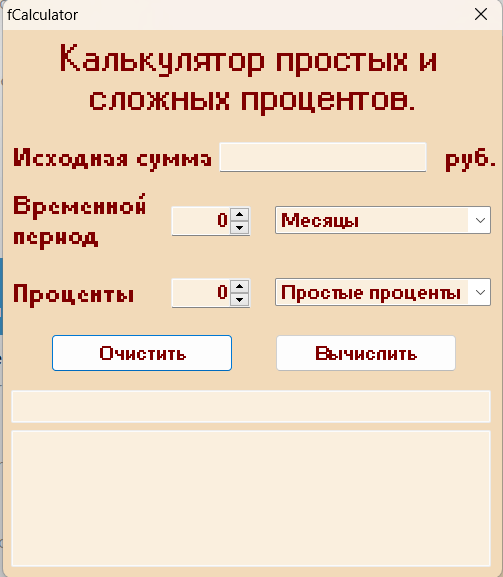 fCalculator
Калькулятор простых и
сложных процентов.
Исходная сумма руб.
Временной
период
0 Месяцы
Проценты 0 Простые проценты
Очистить Вычислить